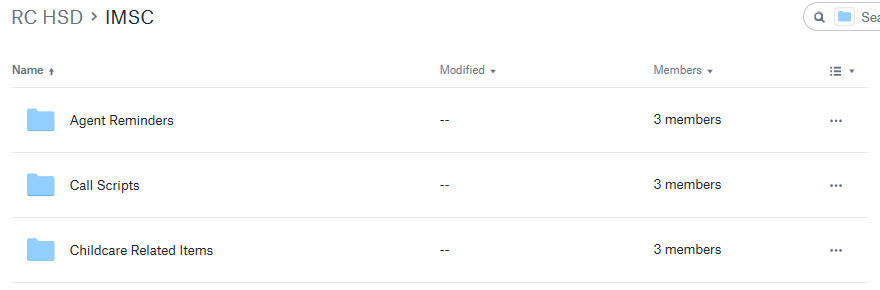 RC HSD > IMSC
Sea
Name Modified Members
Agent Reminders -- 3 members
Call Scripts -- 3 members
Childcare Related Items -- 3 members